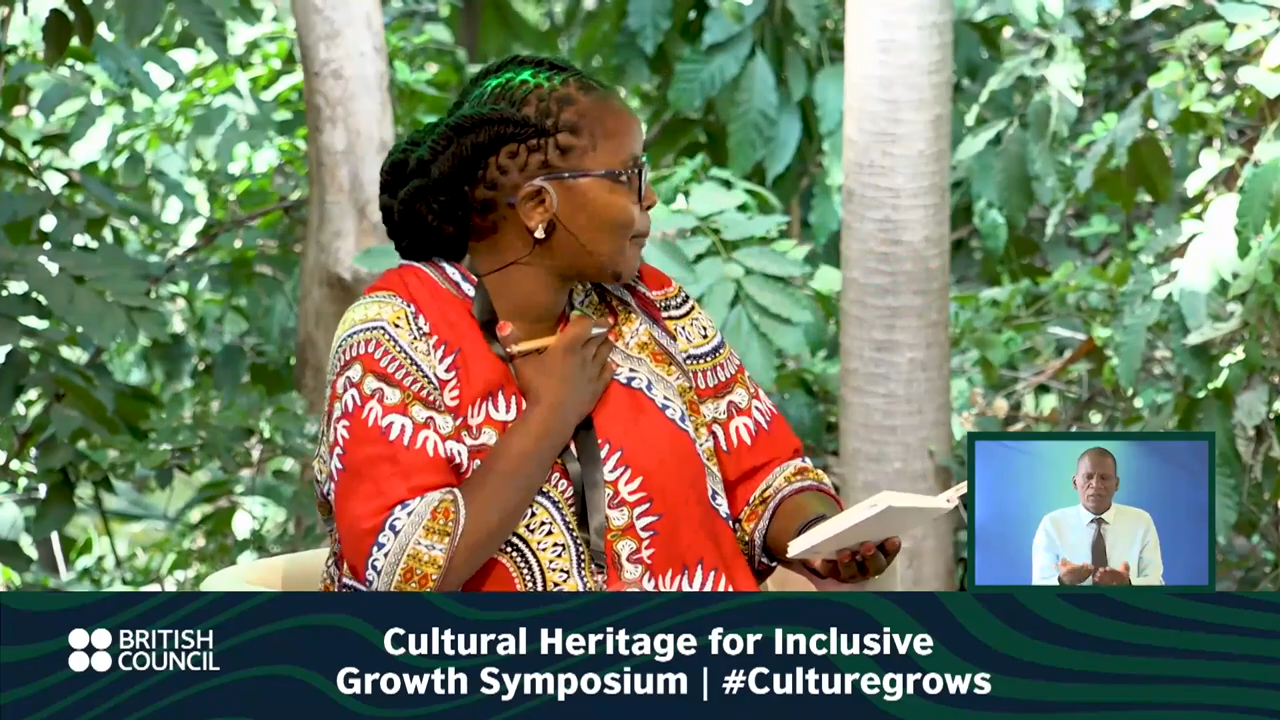 BRITISH
COUNCIL
Cultural Heritage for Inclusive
Growth Symposium | #Culturegrows